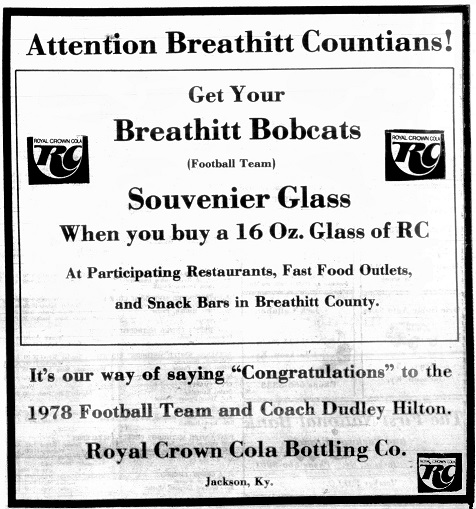 Attention Breathitt Countians!
Get Your
Breathitt Bobcats
(Football Team)
ROYAL CROWN COLA
RC
ROYAL CROWN COLA
RC
Souvenier Glass
When you buy a 16 Oz. Glass of RC
At Participating Restaurants, Fast Food Outlets,
and Snack Bars in Breathitt County.
It's our way of saying “Congratulations” to the
1978 Football Team and Coach Dudley Hilton.
Royal Crown Cola Bottling Co.
Jackson, Ky.
ROYAL CROWN COLA
RC